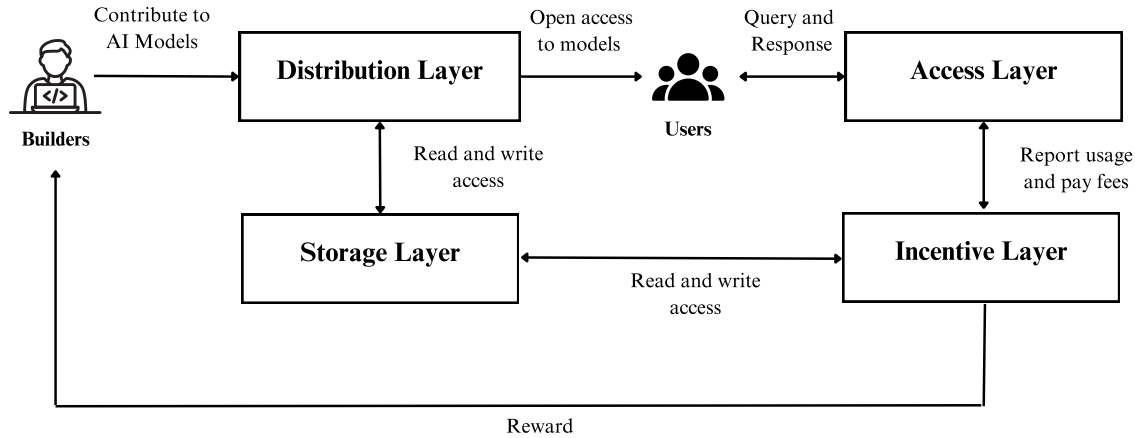 Contribute to
AI Models
Open access
to models
Query and
Response
Distribution Layer
Access Layer
</>
Builders
Users
Read and write
access
Report usage
and pay fees
Storage Layer
Incentive Layer
Read and write
access
Reward